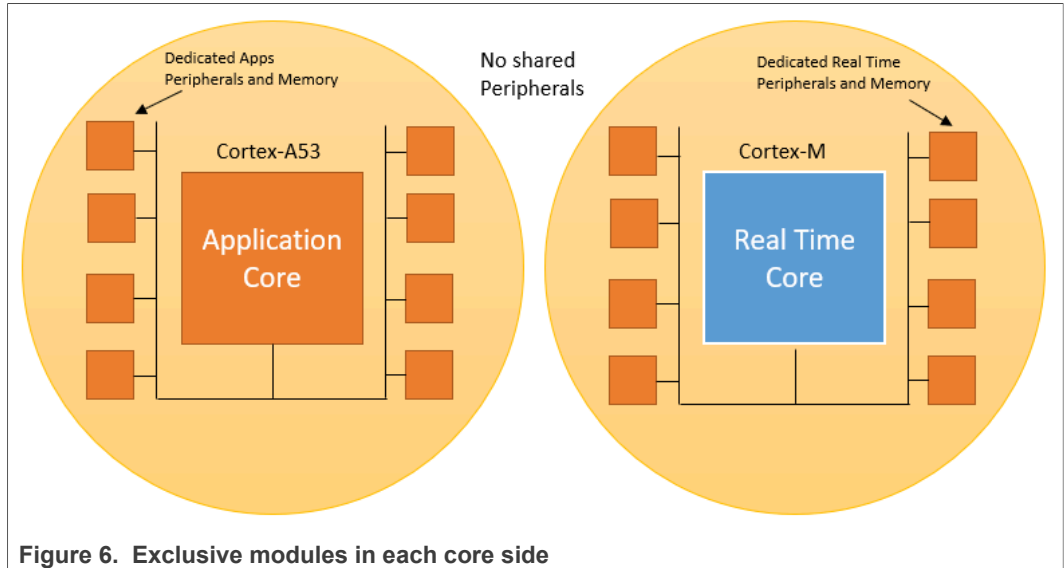 Dedicated Apps
Peripherals and Memory
No shared
Peripherals
Dedicated Real Time
Peripherals and Memory
Cortex-A53
Application
Core
Cortex-M
Real Time
Core
Figure 6. Exclusive modules in each core side